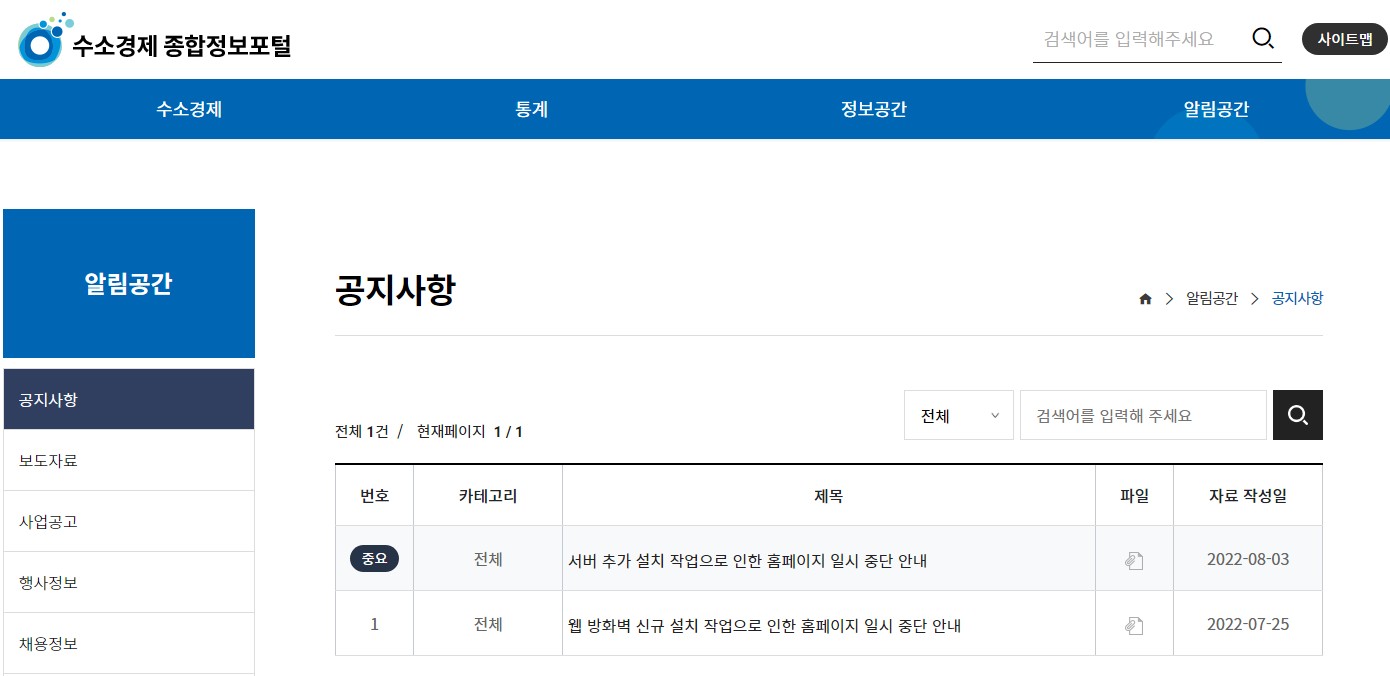 수소경제 종합정보포털
검색어를 입력해주세요
사이트맵
수소경제 통계 정보공간 알림공간
알림공간
공지사항
보도자료
사업공고
행사정보
채용정보
공지사항
알림공간 > 공지사항
전체 1건 / 현재페이지 1 / 1
전체 검색어를 입력해 주세요
번호 카테고리 제목 파일 자료 작성일
중요 전체 서버 추가 설치 작업으로 인한 홈페이지 일시 중단 안내 2022-08-03
1 전체 웹 방화벽 신규 설치 작업으로 인한 홈페이지 일시 중단 안내 2022-07-25